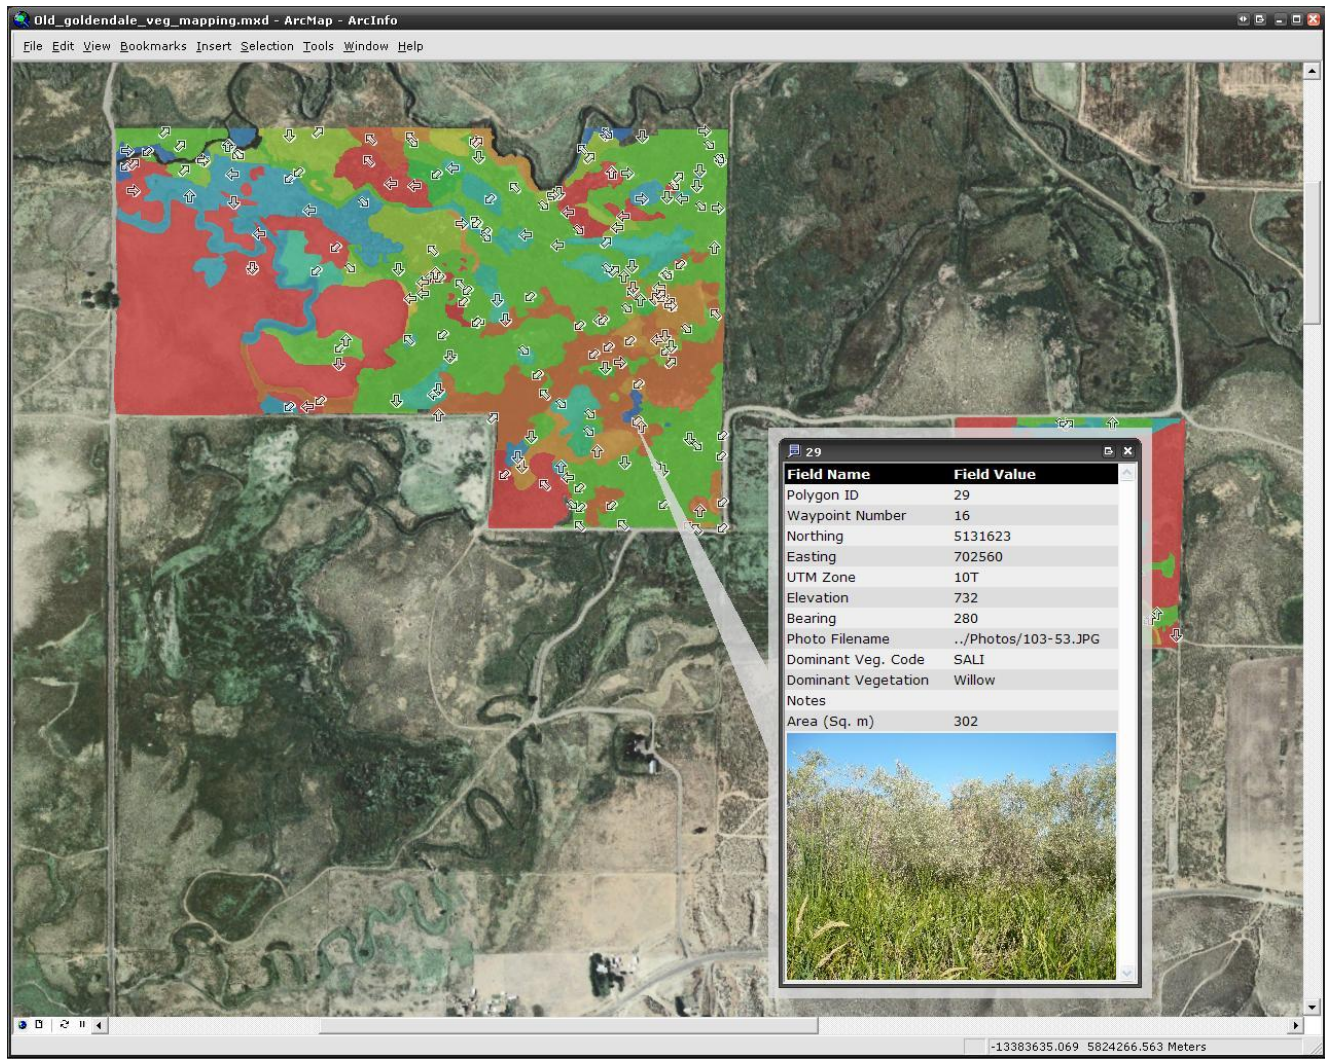 Old_goldendale_veg_mapping.mxd - ArcMap - ArcInfo
File Edit View Bookmarks Insert Selection Tools Window Help
29
Field Name Field Value
Polygon ID 29
Waypoint Number 16
Northing 5131623
Easting 702560
UTM Zone 10T
Elevation 732
Bearing 280
Photo Filename ../Photos/103-53.JPG
Dominant Veg. Code SALI
Dominant Vegetation Willow
Notes
Area (Sq. m) 302
-13383635.069 5824266.563 Meters